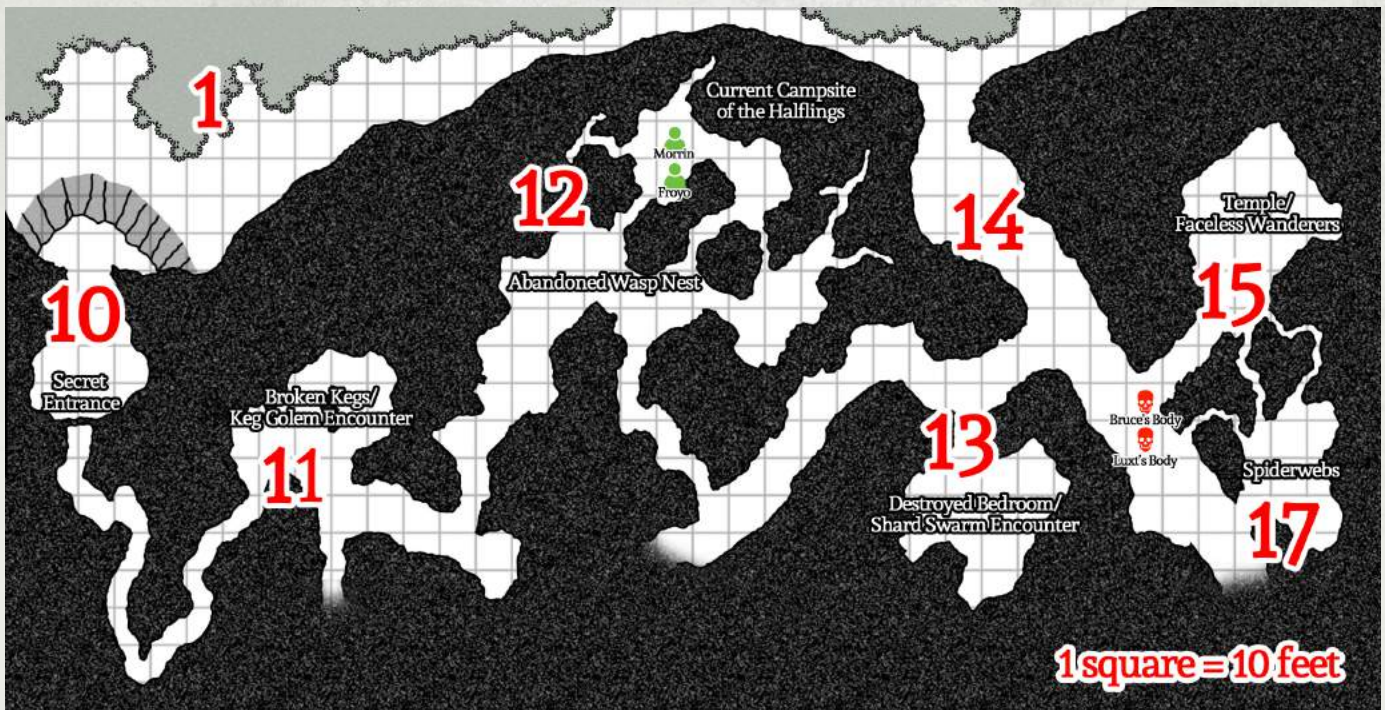 1
Current Campsite
of the Halflings
Morrin
Froyo
12
14
Temple/
Faceless Wanderers
15
Abandoned Wasp Nest
10
Secret
Entrance
Broken Kegs/
Keg Golem Encounter
11
Bruce's Body
Luxt's Body
13
Destroyed Bedroom/
Shard Swarm Encounter
Spiderwebs
17
1 square = 10 feet